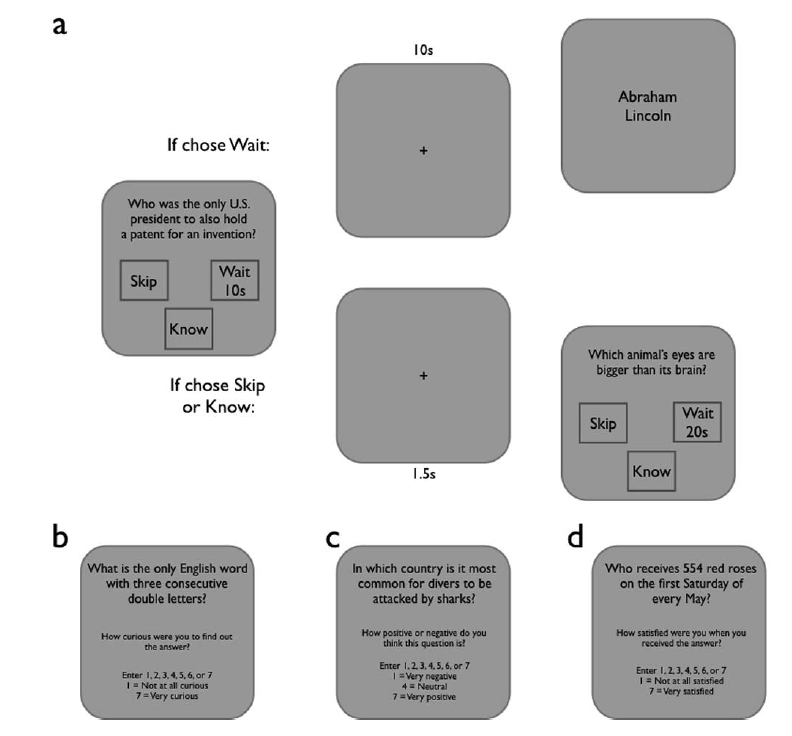 a
10s
Abraham
Lincoln
If chose Wait:
Who was the only U.S.
president to also hold
a patent for an invention?
Skip
Wait
10s
Know
+
+
If chose Skip
or Know:
1.5s
Which animal's eyes are
bigger than its brain?
Skip
Wait
20s
Know
b
What is the only English word
with three consecutive
double letters?
How curious were you to find out
the answer?
Enter 1, 2, 3, 4, 5, 6, or 7
1 = Not at all curious
7 = Very curious
c
In which country is it most
common for divers to be
attacked by sharks?
How positive or negative do you
think this question is?
Enter 1, 2, 3, 4, 5, 6, or 7
1 = Very negative
4 = Neutral
7 = Very positive
d
Who receives 554 red roses
on the first Saturday of
every May?
How satisfied were you when you
received the answer?
Enter 1, 2, 3, 4, 5, 6, or 7
1 = Not at all satisfied
7 = Very satisfied